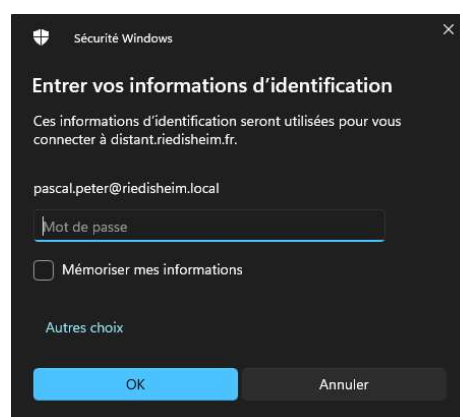 Sécurité Windows
Entrer vos informations d’identification
Ces informations d’identification seront utilisées pour vous
connecter à distant.riedisheim.fr.
pascal.peter@riedisheim.local
Mot de passe
Mémoriser mes informations
Autres choix
OK
Annuler